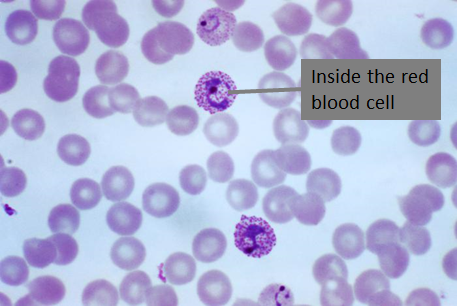 Inside the red
blood cell